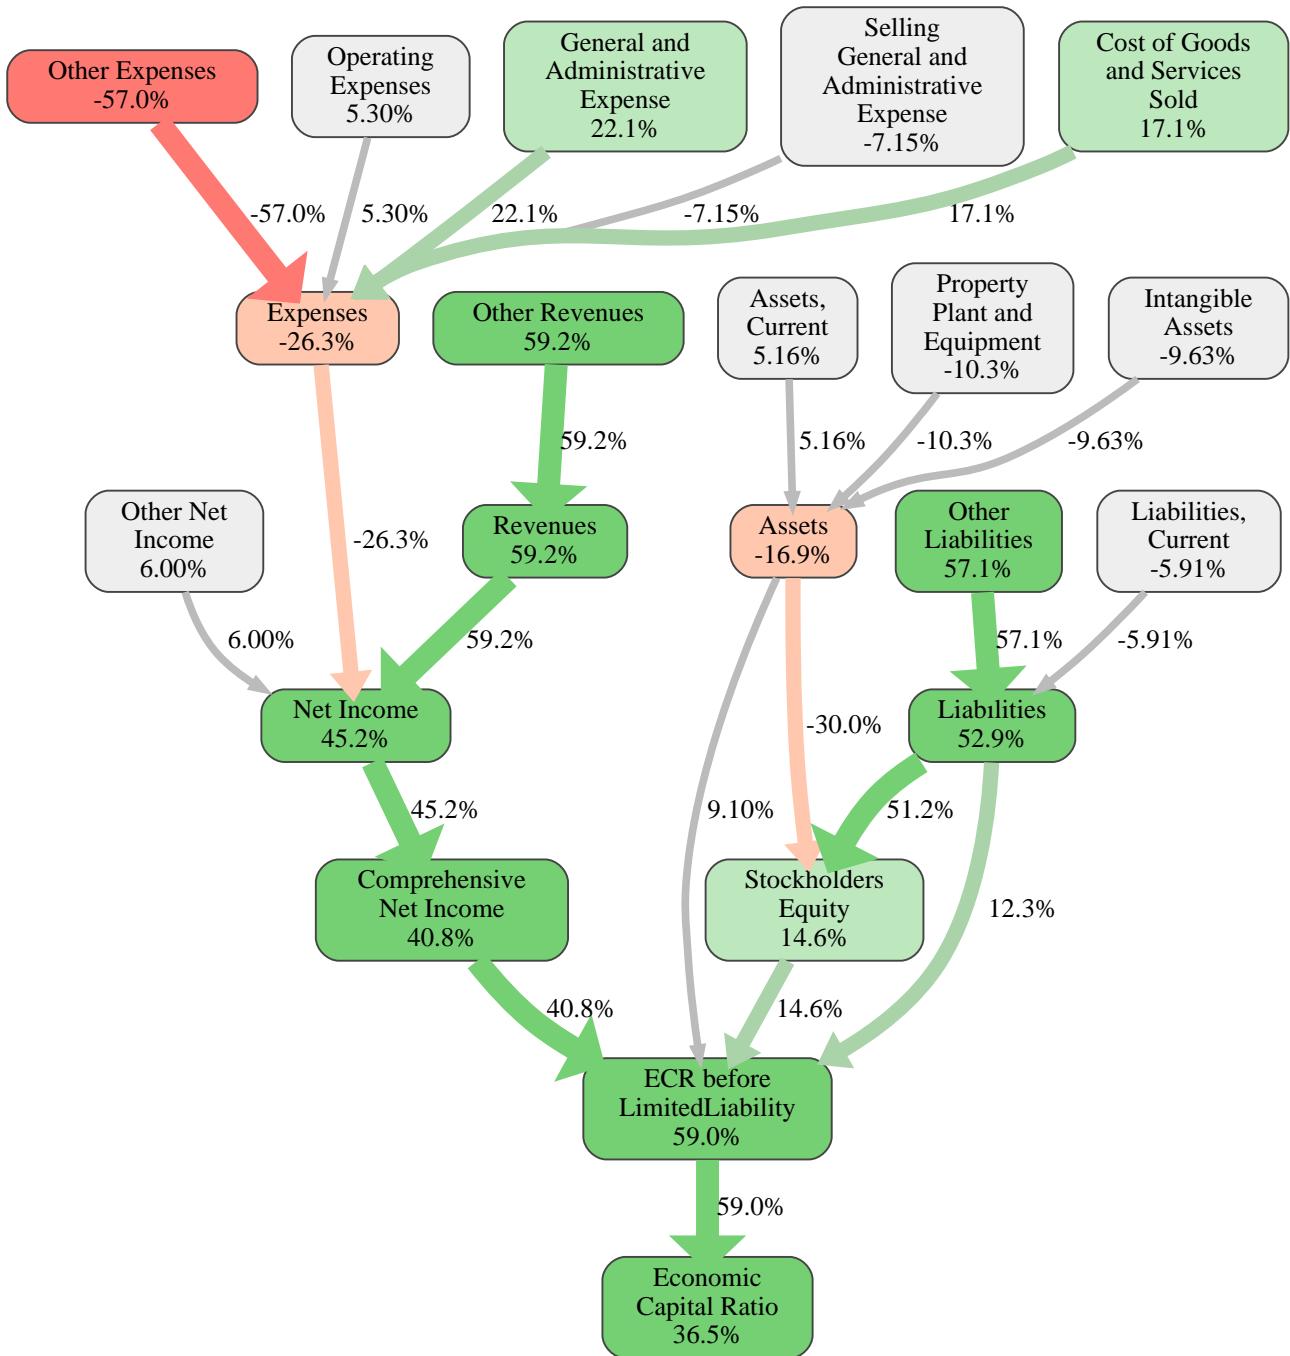 Other Expenses
-57.0%
Operating
Expenses
5.30%
General and
Administrative
Expense
22.1%
Selling
General and
Administrative
Expense
-7.15%
Cost of Goods
and Services
Sold
17.1%
-57.0%
5.30%
22.1%
-7.15%
17.1%
Expenses
-26.3%
Other Revenues
59.2%
Assets,
Current
5.16%
Property
Plant and
Equipment
-10.3%
Intangible
Assets
-9.63%
59.2%
5.16%
-10.3%
-9.63%
Other Net
Income
6.00%
-26.3%
Revenues
59.2%
Assets
-16.9%
Other
Liabilities
57.1%
Liabilities,
Current
-5.91%
6.00%
59.2%
57.1%
-5.91%
Net Income
45.2%
-30.0%
Liabilities
52.9%
45.2%
9.10%
51.2%
Comprehensive
Net Income
40.8%
Stockholders
Equity
14.6%
12.3%
40.8%
14.6%
ECR before
LimitedLiability
59.0%
59.0%
Economic
Capital Ratio
36.5%